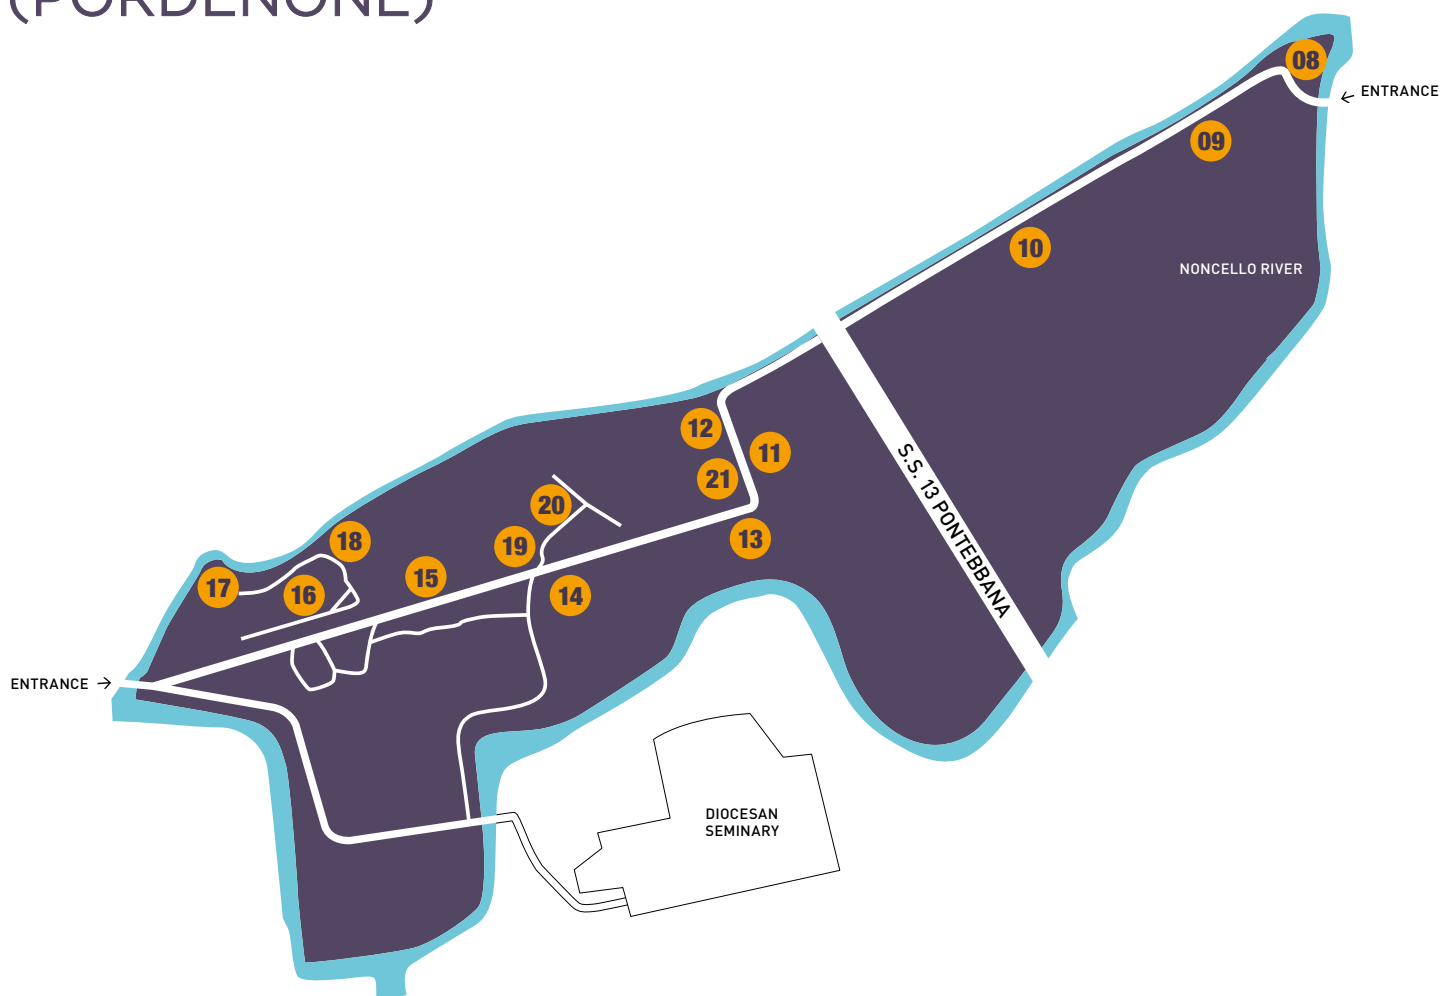 (PORDENONE)
08
ENTRANCE
09
10
NONCELLO RIVER
12
11
S.S. 13 PONTEBBANA
21
20
13
18
19
15
17
16
14
ENTRANCE
DIOCESAN
SEMINARY